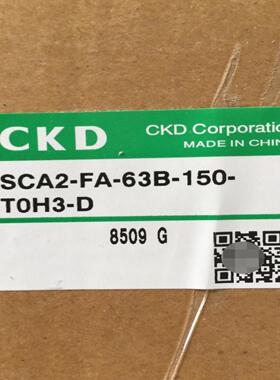 CKD
CKD Corporation
MADE IN CHINA
SCA2-FA-63B-150-
T0H3-D
8509 G